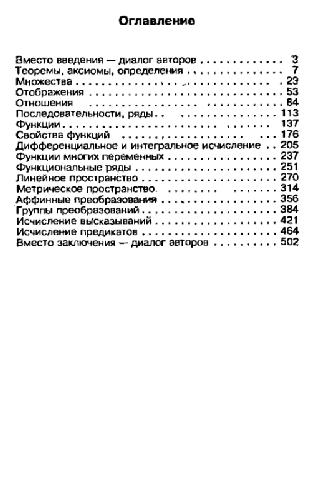 Оглавление
Вместо введения — диалог авторов . . . . . . . . . 3
Теоремы, аксиомы, определения . . . . . . . . . . . 7
Множества . . . . . . . . . . . . . . . . . . . . 23
Отображения . . . . . . . . . . . . . . . . . . . 53
Отношения . . . . . . . . . . . . . . . . . . . . 84
Последовательности, ряды . . . . . . . . . . . . . 113
Функции . . . . . . . . . . . . . . . . . . . . . 137
Свойства функций . . . . . . . . . . . . . . . . . 176
Дифференциальное и интегральное исчисление . . 205
Функции многих переменных . . . . . . . . . . . . 237
Функциональные ряды . . . . . . . . . . . . . . . 251
Линейное пространство . . . . . . . . . . . . . . 270
Метрическое пространство . . . . . . . . . . . . . 314
Аффинные преобразования . . . . . . . . . . . . . 356
Группы преобразований . . . . . . . . . . . . . . 384
Исчисление высказываний . . . . . . . . . . . . . 421
Исчисление предикатов . . . . . . . . . . . . . . 464
Вместо заключения — диалог авторов . . . . . . . . 502